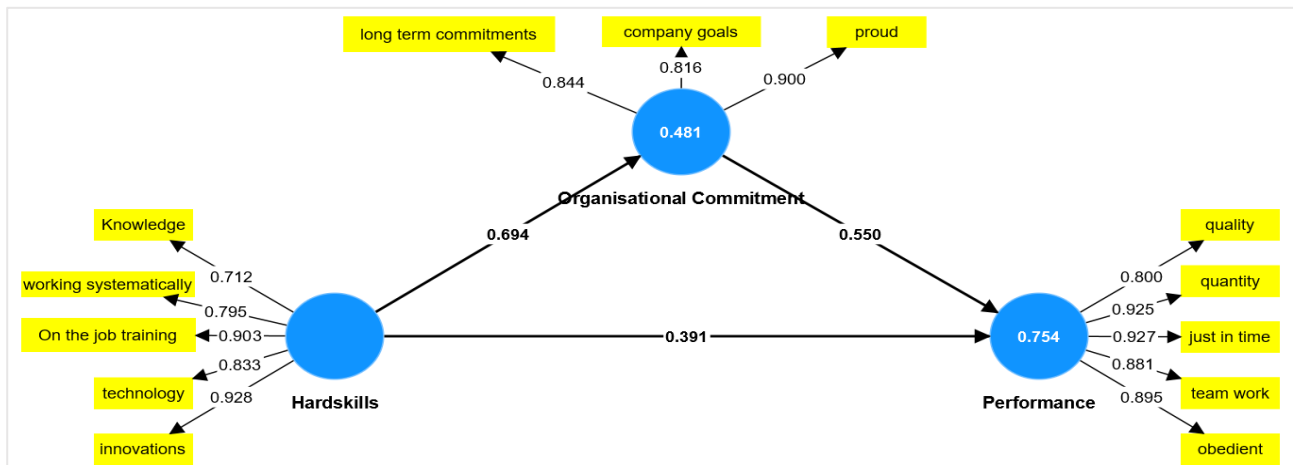 long term commitments
company goals
proud
0.844
0.816
0.900
0.481
Organisational Commitment
0.694
0.550
Knowledge
working systematically
On the job training
technology
innovations
0.712
0.795
0.903
0.833
0.928
Hardskills
0.391
0.754
Performance
0.800
0.925
0.927
0.881
0.895
quality
quantity
just in time
team work
obedient